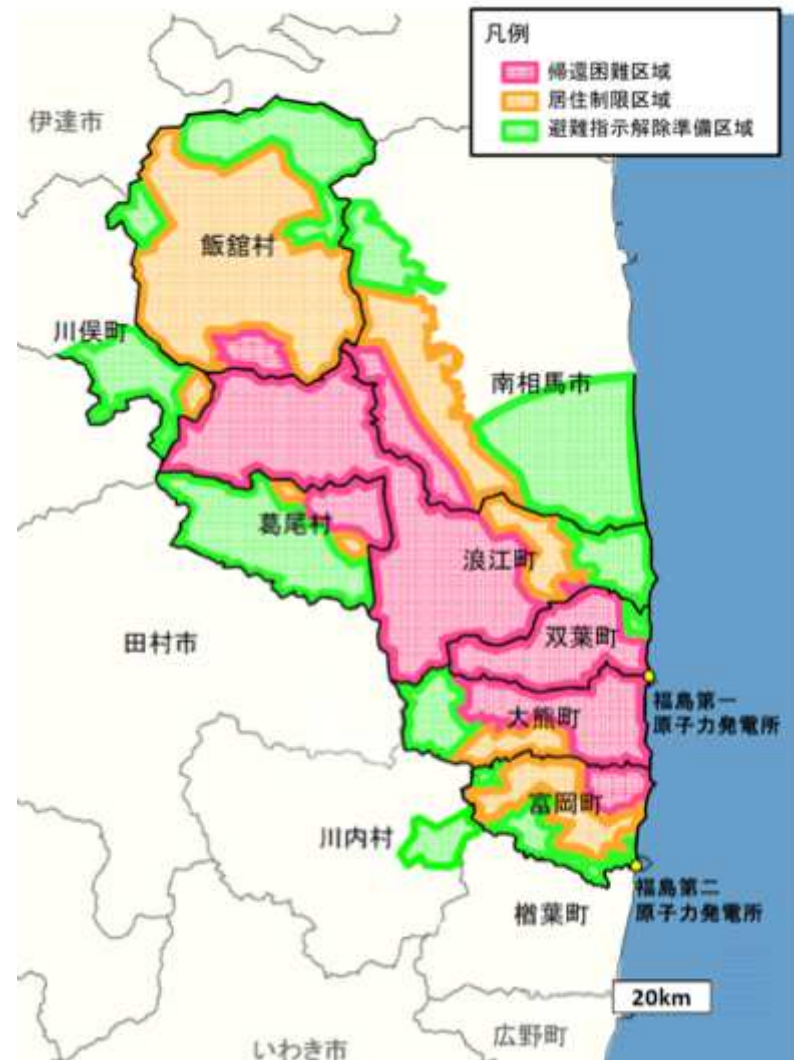 凡例
帰還困難区域
居住制限区域
避難指示解除準備区域
伊達市
飯舘村
川俣町
南相馬市
葛尾村
浪江町
田村市
双葉町
福島第一
原子力発電所
大熊町
富岡町
川内村
福島第二
原子力発電所
楢葉町
20km
広野町
いわき市